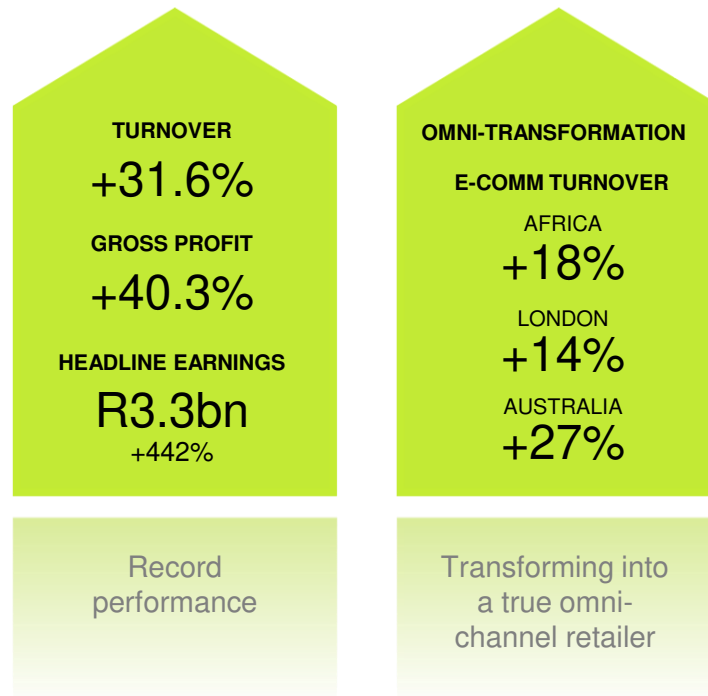 TURNOVER
+31.6%
GROSS PROFIT
+40.3%
HEADLINE EARNINGS
R3.3bn
+442%
Record
performance
OMNI-TRANSFORMATION
E-COMM TURNOVER
AFRICA
+18%
LONDON
+14%
AUSTRALIA
+27%
Transforming into
a true omni-
channel retailer